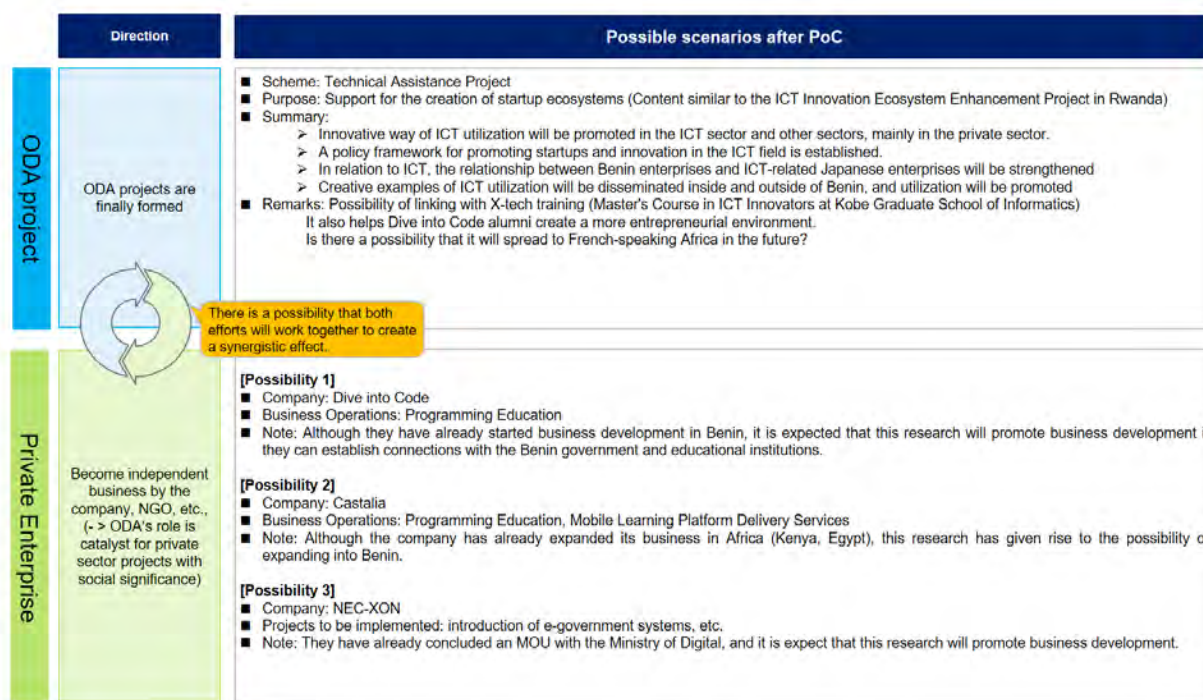 Direction
Possible scenarios after PoC
ODA project
ODA projects are
finally formed
■ Scheme: Technical Assistance Project
■ Purpose: Support for the creation of startup ecosystems (Content similar to the ICT Innovation Ecosystem Enhancement Project in Rwanda)
■ Summary:
➢ Innovative way of ICT utilization will be promoted in the ICT sector and other sectors, mainly in the private sector.
➢ A policy framework for promoting startups and innovation in the ICT field is established.
➢ In relation to ICT, the relationship between Benin enterprises and ICT-related Japanese enterprises will be strengthened
➢ Creative examples of ICT utilization will be disseminated inside and outside of Benin, and utilization will be promoted
■ Remarks: Possibility of linking with X-tech training (Master's Course in ICT Innovators at Kobe Graduate School of Informatics)
It also helps Dive into Code alumni create a more entrepreneurial environment.
Is there a possibility that it will spread to French-speaking Africa in the future?
There is a possibility that both
efforts will work together to create
a synergistic effect.
Private Enterprise
Become independent
business by the
company, NGO, etc.,
(- > ODA's role is
catalyst for private
sector projects with
social significance)
[Possibility 1]
■ Company: Dive into Code
■ Business Operations: Programming Education
■ Note: Although they have already started business development in Benin, it is expected that this research will promote business development
they can establish connections with the Benin government and educational institutions.
[Possibility 2]
■ Company: Castalia
■ Business Operations: Programming Education, Mobile Learning Platform Delivery Services
■ Note: Although the company has already expanded its business in Africa (Kenya, Egypt), this research has given rise to the possibility
expanding into Benin.
[Possibility 3]
■ Company: NEC-XON
■ Projects to be implemented: introduction of e-government systems, etc.
■ Note: They have already concluded an MOU with the Ministry of Digital, and it is expect that this research will promote business development.